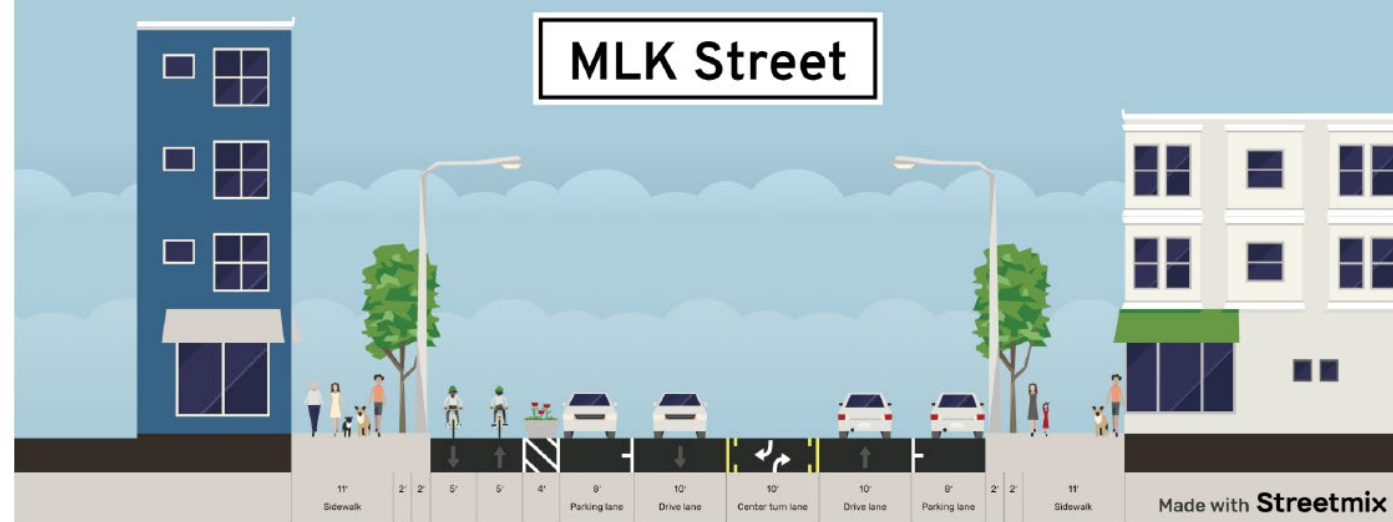 MLK Street
11' 2' 2' 5' 5' 4' 8' 10' 10' 10' 8' 2' 2' 11'
Sidewalk Parking lane Drive lane Center turn lane Drive lane Parking lane Sidewalk
Made with Streetmix